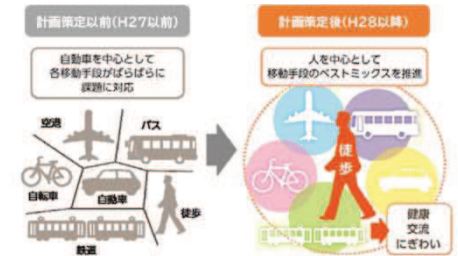 計画策定以前(H27以前)
自動車を中心として
各移動手段がばらばらに
課題に対応
空港
バス
自転車
自動車
徒歩
鉄道
計画策定後(H28以降)
人を中心として
移動手段のベストミックスを推進
徒歩
健康
交流
にぎわい